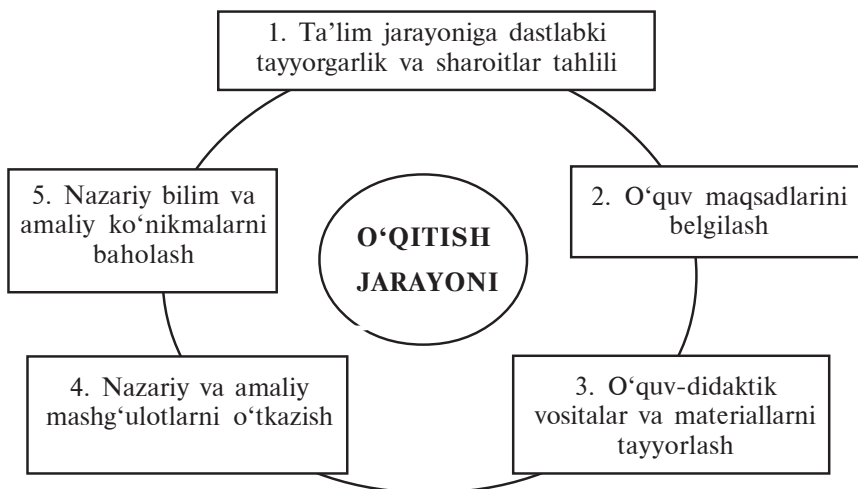 1. Ta’lim jarayoniga dastlabki
tayyorgarlik va sharoitlar tahlili
5. Nazariy bilim va
amaliy ko‘nikmalarni
baholash
O‘QITISH
JARAYONI
2. O‘quv maqsadlarini
belgilash
4. Nazariy va amaliy
mashg‘ulotlarni o‘tkazish
3. O‘quv-didaktik
vositalar va materiallarni
tayyorlash